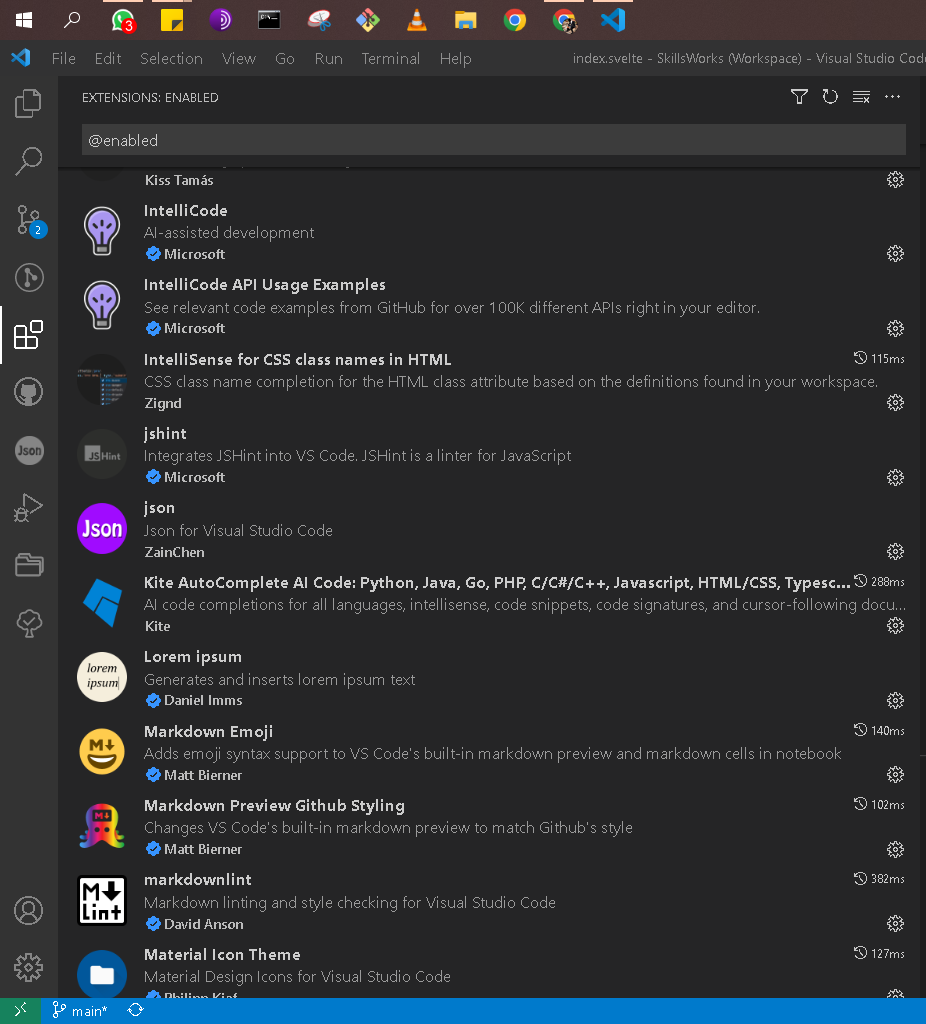 3
File Edit Selection View Go Run Terminal Help index.svelte - SkillsWorks (Workspace) - Visual Studio Cod
EXTENSIONS: ENABLED
@enabled
Kiss Tamás
IntelliCode
AI-assisted development
Microsoft
2
IntelliCode API Usage Examples
See relevant code examples from GitHub for over 100K different APIs right in your editor.
Microsoft
IntelliSense for CSS class names in HTML 115ms
CSS class name completion for the HTML class attribute based on the definitions found in your workspace.
Zignd
jshint
JSHint
Integrates JSHint into VS Code. JSHint is a linter for JavaScript
Microsoft
Json
json
Json
Json for Visual Studio Code
ZainChen
Kite AutoComplete AI Code: Python, Java, Go, PHP, C/C#/C++, Javascript, HTML/CSS, Typesc... 288ms
AI code completions for all languages, intellisense, code snippets, code signatures, and cursor-following docu...
Kite
Lorem ipsum
lorem
ipsum
Generates and inserts lorem ipsum text
Daniel Imms
Markdown Emoji 140ms
M
Adds emoji syntax support to VS Code's built-in markdown preview and markdown cells in notebook
Matt Bierner
Markdown Preview Github Styling 102ms
M
Changes VS Code's built-in markdown preview to match Github's style
Matt Bierner
markdownlint 382ms
M
Lint
Markdown linting and style checking for Visual Studio Code
David Anson
Material Icon Theme 127ms
Material Design Icons for Visual Studio Code
Philipp Kief
main*